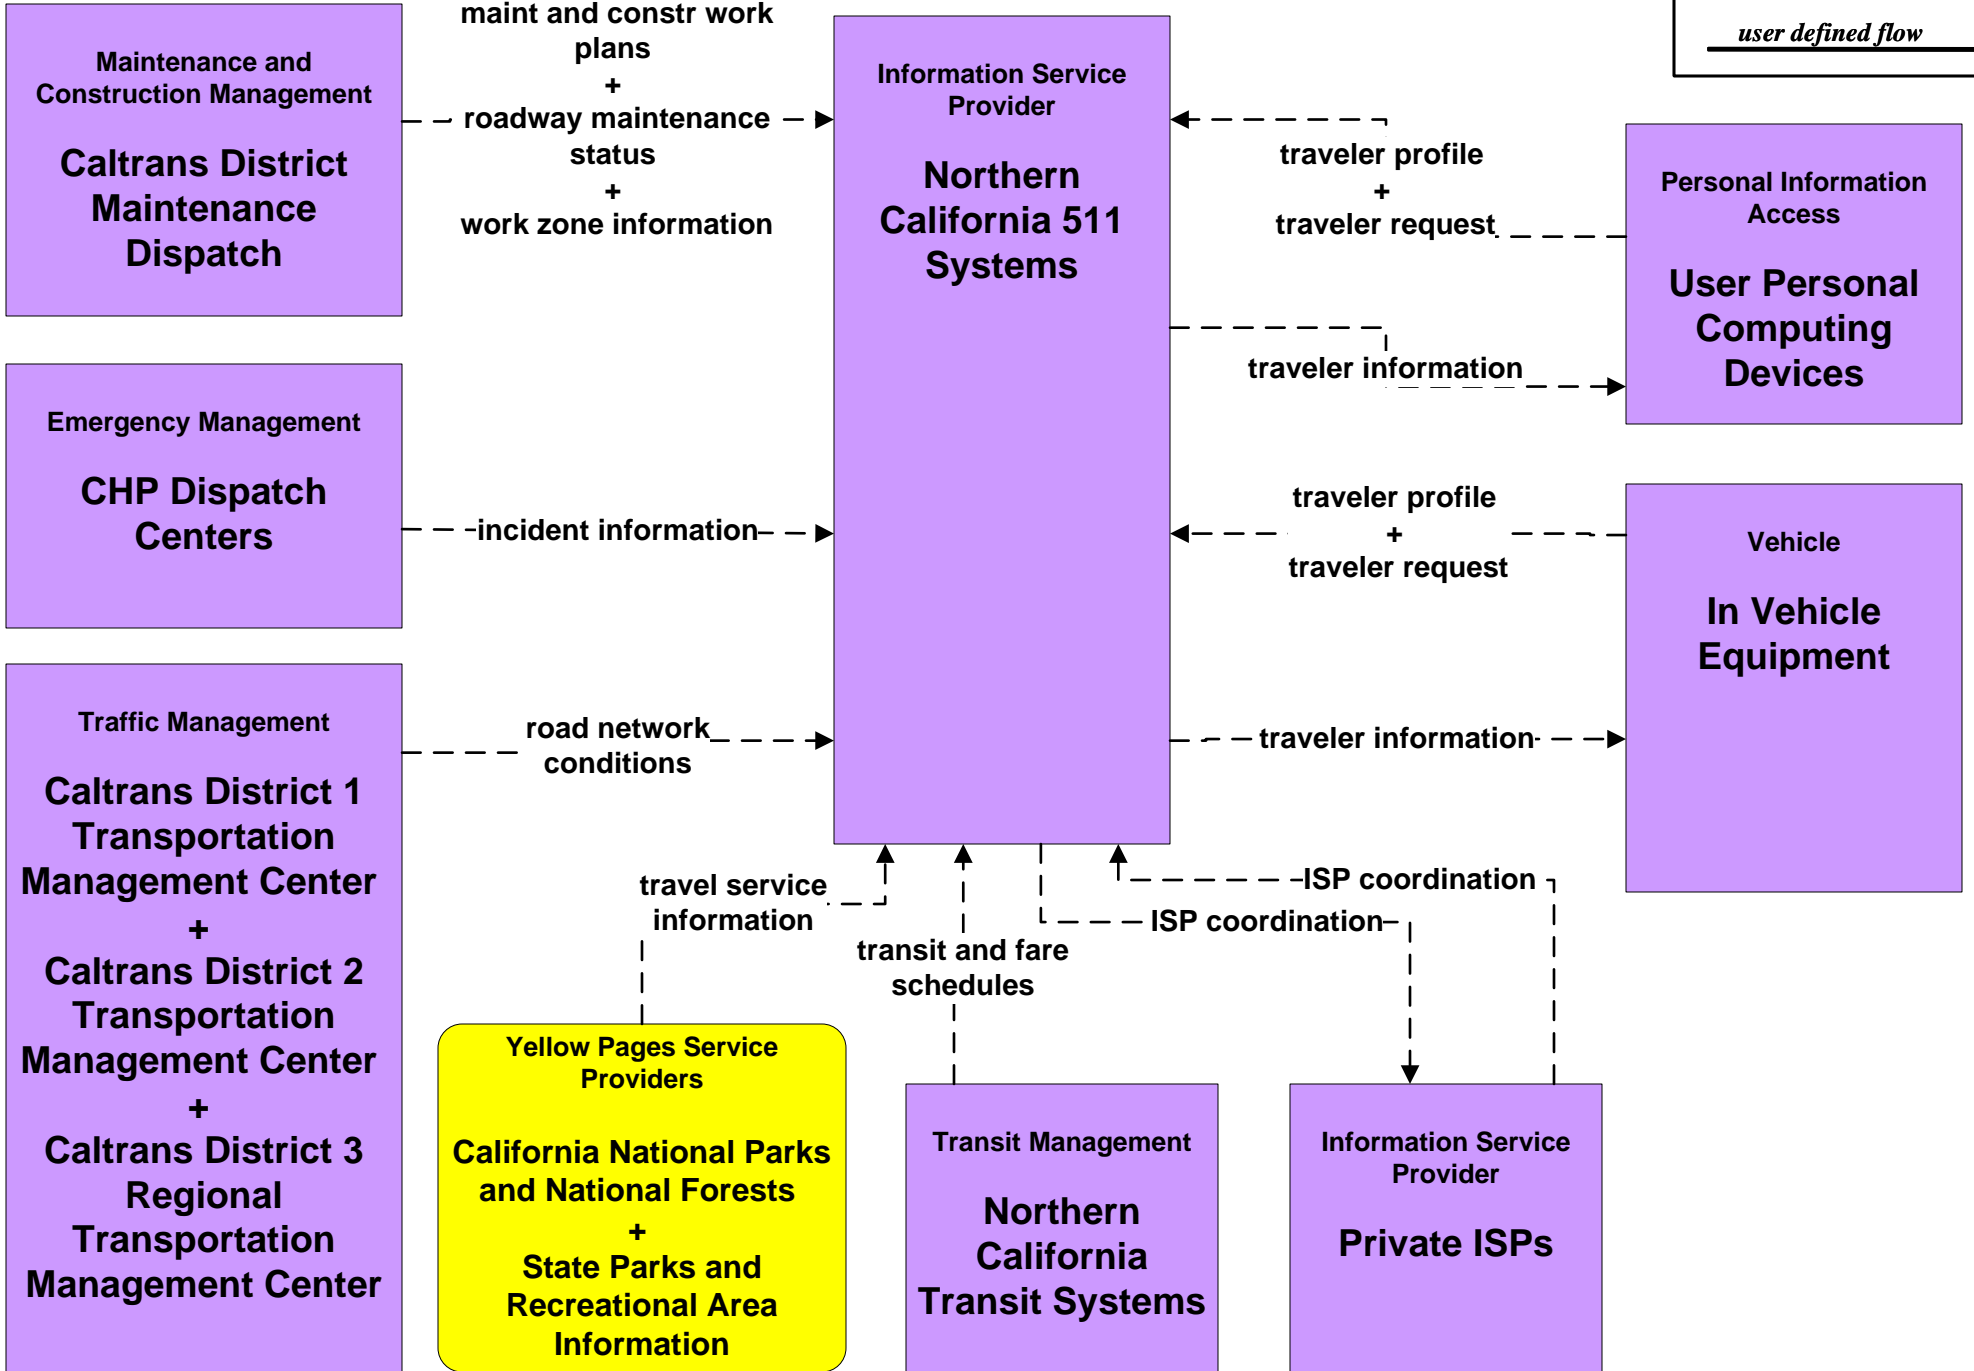 maint and constr work
plans
+
roadway maintenance
status
+
work zone information
user defined flow
Maintenance and
Construction Management
Caltrans District
Maintenance
Dispatch
Information Service
Provider
Northern
California 511
Systems
traveler profile
+
traveler request
Personal Information
Access
User Personal
Computing
Devices
traveler information
Emergency Management
CHP Dispatch
Centers
incident information
traveler profile
+
traveler request
Vehicle
In Vehicle
Equipment
traveler information
Traffic Management
Caltrans District 1
Transportation
Management Center
+
Caltrans District 2
Transportation
Management Center
+
Caltrans District 3
Regional
Transportation
Management Center
road network
conditions
travel service
information
transit and fare
schedules
ISP coordination
ISP coordination
Yellow Pages Service
Providers
California National Parks
and National Forests
+
State Parks and
Recreational Area
Information
Transit Management
Northern
California
Transit Systems
Information Service
Provider
Private ISPs